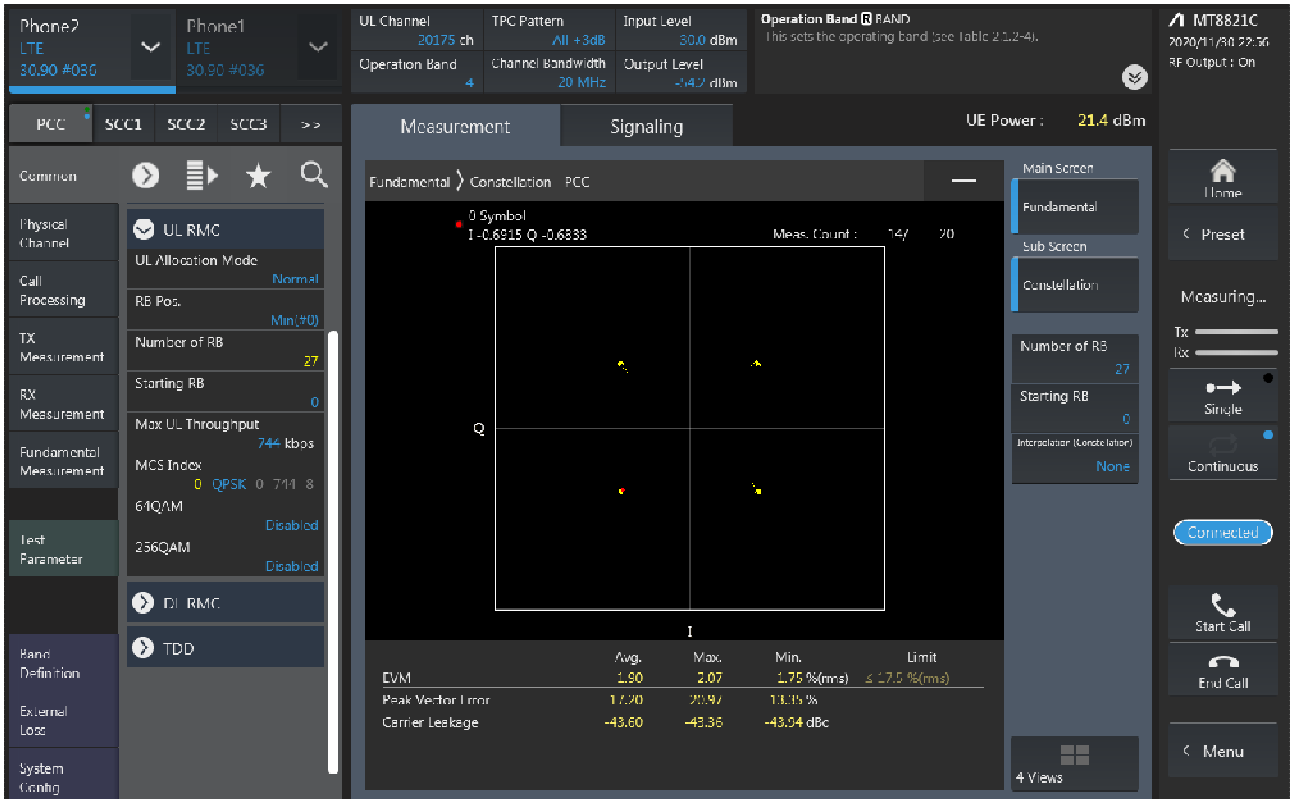 Phone2
LTE
30.90 #036
Phone1
LTE
30.90 #036
UL Channel
20175 ch
TPC Pattern
All +3dB
Input Level
30.0 dBm
Operation Band
4
Channel Bandwidth
20 MHz
Output Level
-54.2 dBm
Operation Band R BAND
This sets the operating band (see Table 2.1.2-4).
MT8821C
2020/11/30 22:56
RF Output : On
PCC
SCC1
SCC2
SCC3
>>
Measurement
Signaling
UE Power :
21.4 dBm
Common
Physical
Channel
Call
Processing
TX
Measurement
RX
Measurement
Fundamental
Measurement
Test
Parameter
Band
Definition
External
Loss
System
Config
UL RMC
UL Allocation Mode
Normal
RB Pos.
Min(#0)
Number of RB
27
Starting RB
0
Max UL Throughput
744 kbps
MCS Index
0 QPSK 0 744 8
64QAM
Disabled
256QAM
Disabled
DL RMC
TDD
Fundamental
Constellation
PCC
0 Symbol
I -0.6915 Q -0.6833
Meas. Count :
14/
20
Q
I
Avg.
Max.
Min.
Limit
EVM
1.90
2.07
1.75 %(rms)
≤ 17.5 %(rms)
Peak Vector Error
17.20
20.97
13.35 %
Carrier Leakage
-43.60
-43.36
-43.94 dBc
Main Screen
Fundamental
Sub Screen
Constellation
Number of RB
27
Starting RB
0
Interpolation (Constellation)
None
4 Views
Home
< Preset
Measuring...
Tx
Rx
Single
Continuous
Connected
Start Call
End Call
< Menu